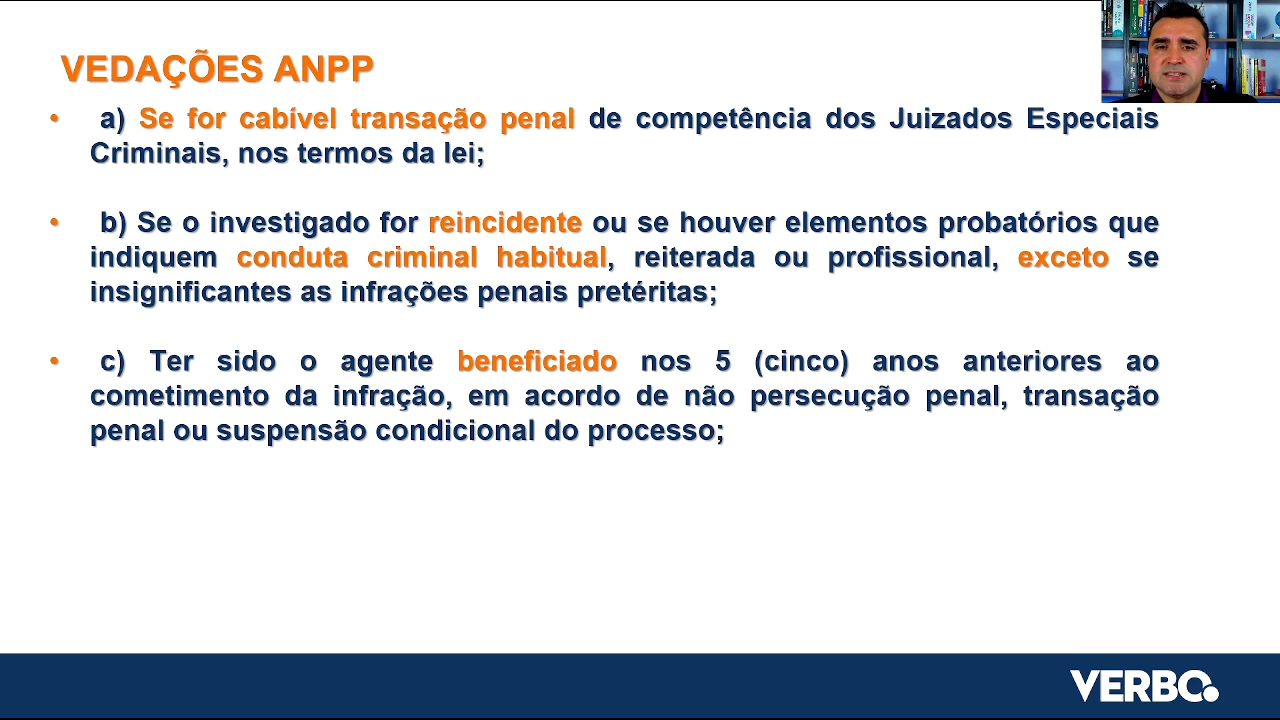 VEDAÇÕES ANPP
• a) Se for cabível transação penal de competência dos Juizados Especiais
Criminais, nos termos da lei;
• b) Se o investigado for reincidente ou se houver elementos probatórios que
indiquem conduta criminal habitual, reiterada ou profissional, exceto se
insignificantes as infrações penais pretéritas;
• c) Ter sido o agente beneficiado nos 5 (cinco) anos anteriores ao
cometimento da infração, em acordo de não persecução penal, transação
penal ou suspensão condicional do processo;
VERBO